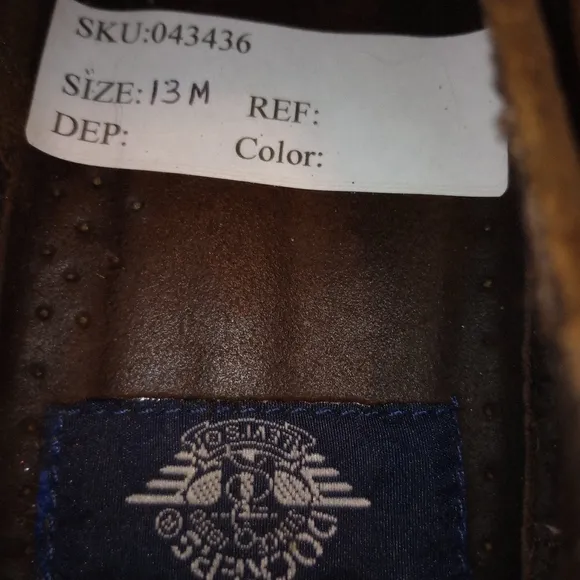 SKU:043436
SIZE: 13 M REF:
DEP: Color:
DOCKERS®